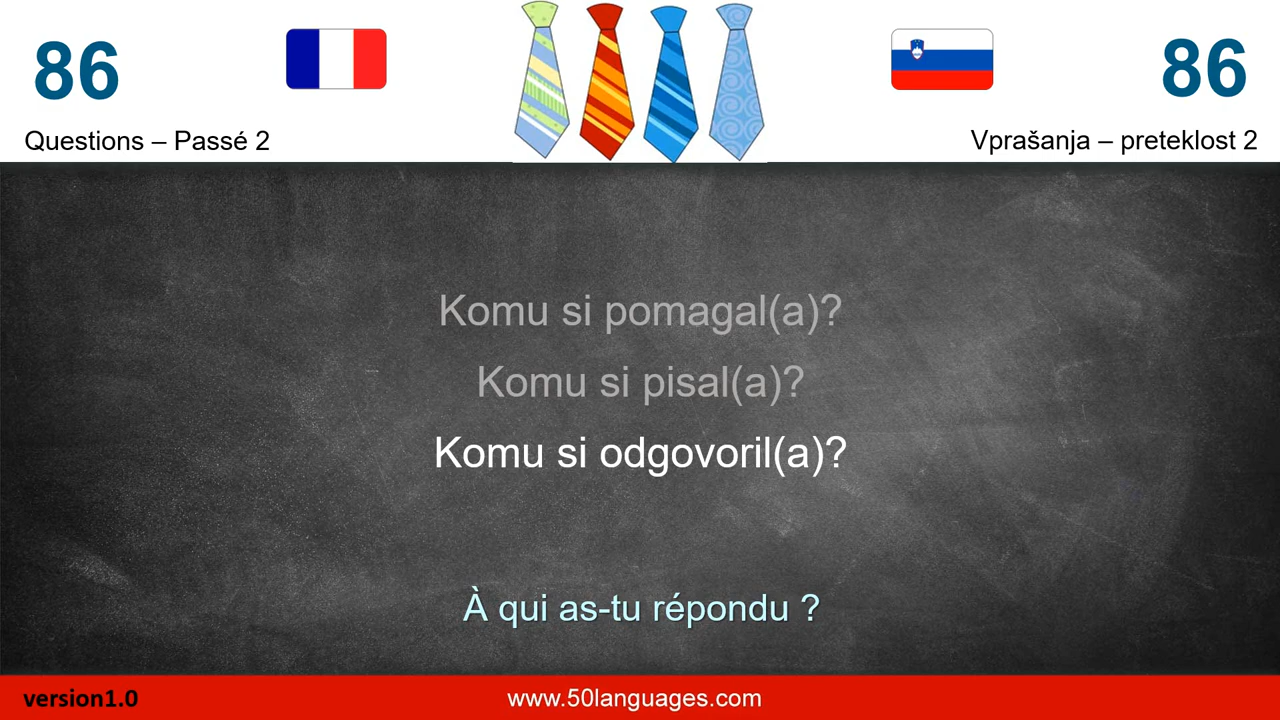 86
86
Questions – Passé 2
Vprašanja – preteklost 2
Komu si pomagal(a)?
Komu si pisal(a)?
Komu si odgovoril(a)?
À qui as-tu répondu ?
version1.0
www.50languages.com